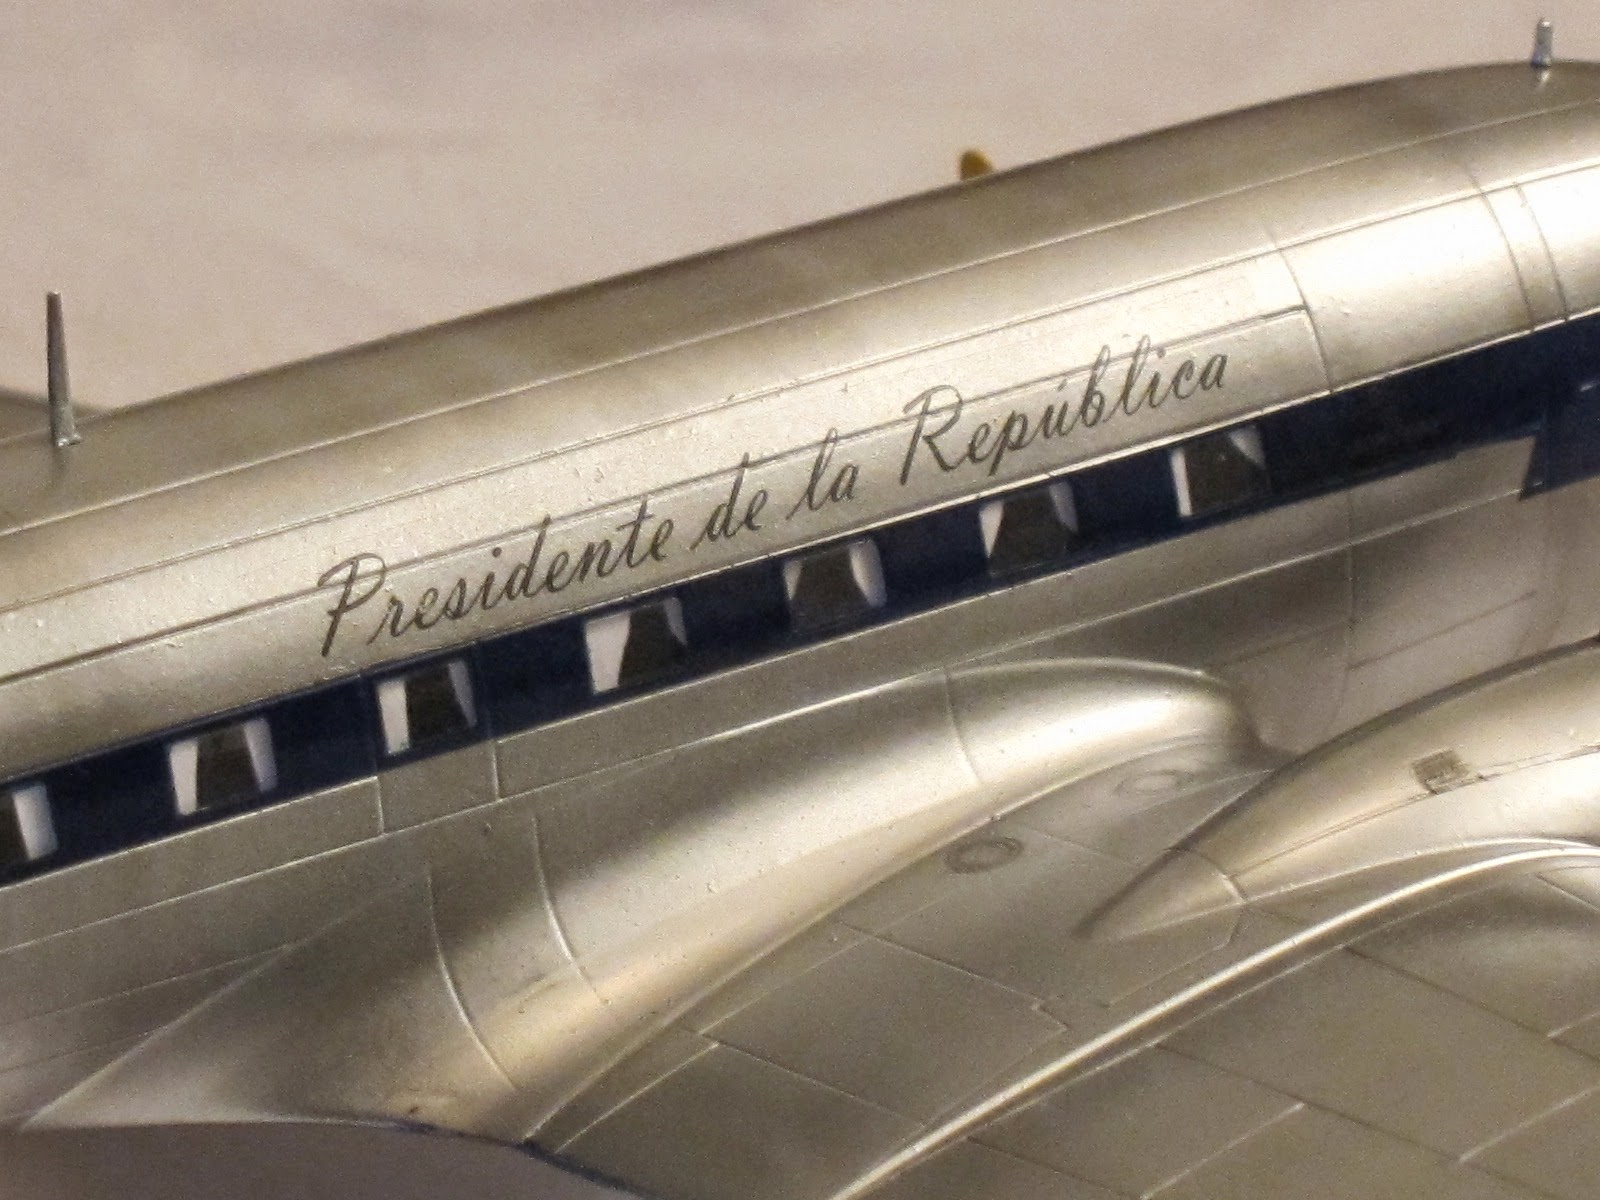 Presidente de la República